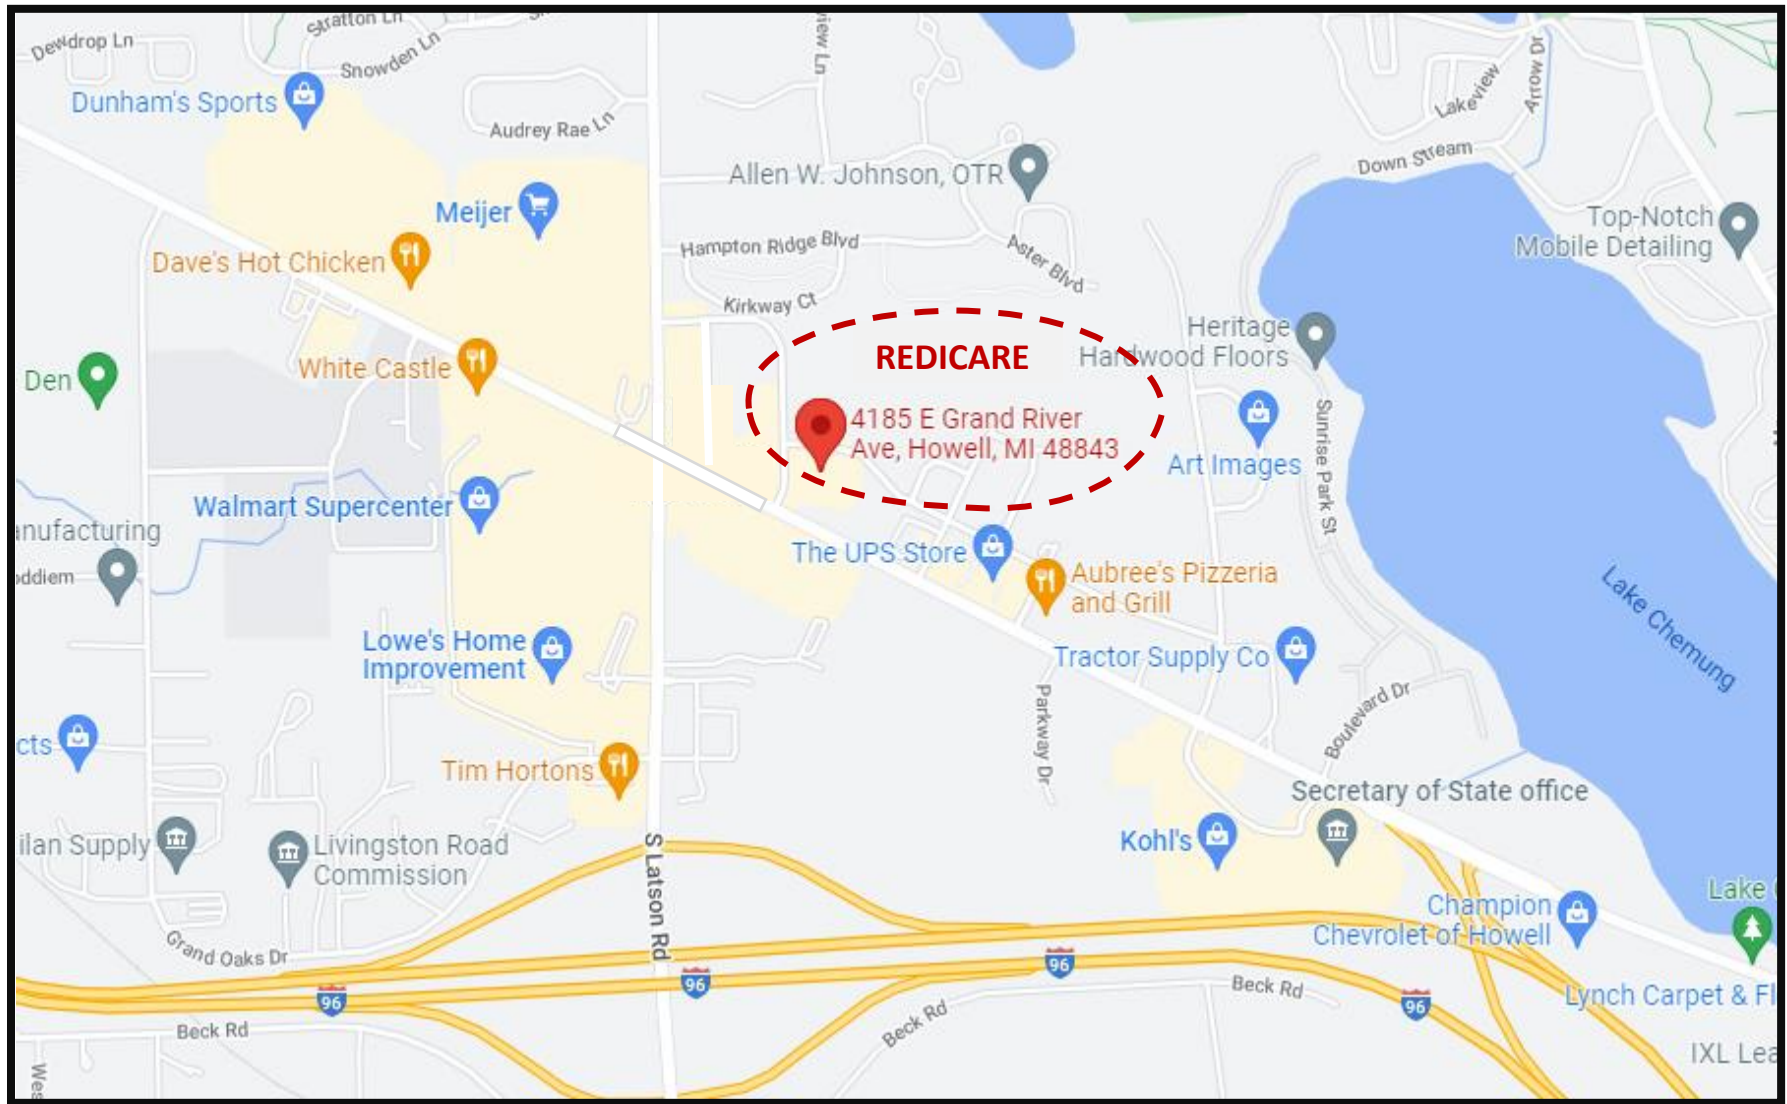 Stratton Ln
Dewdrop Ln
Snowden Ln
Dunham's Sports
Audrey Rae Ln
view Ln
Arrow Dr
Lakeview
Down Stream
Allen W. Johnson, OTR
Meijer
Top-Notch
Mobile Detailing
Dave's Hot Chicken
Hampton Ridge Blvd
Aster Blvd
Kirkway Ct
Heritage
Hardwood Floors
REDICARE
White Castle
Den
4185 E Grand River
Ave, Howell, MI 48843
Art Images
Sunrise Park St
Walmart Supercenter
anufacturing
oddiem
The UPS Store
Aubree's Pizzeria
and Grill
Lake Chemung
Lowe's Home
Improvement
Tractor Supply Co
Parkway Dr
Boulevard Dr
cts
Tim Hortons
Secretary of State office
Kohl's
ilan Supply
Livingston Road
Commission
S Latson Rd
Lake
Champion
Chevrolet of Howell
Grand Oaks Dr
96
96
96
96
Beck Rd
Beck Rd
Beck Rd
Lynch Carpet & Fl
IXL Lea
Wes